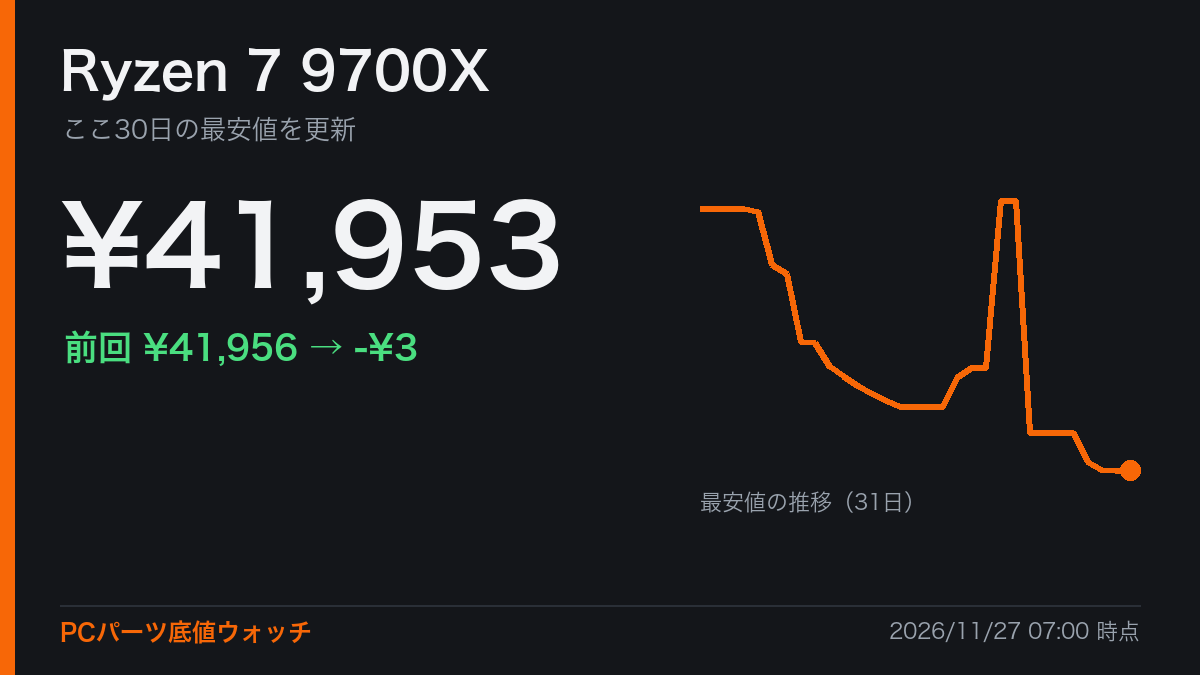 Ryzen 7 9700X
ここ30日の最安値を更新
¥41,953
前回 ¥41,956 → -¥3
最安値の推移（31日）
PCパーツ底値ウォッチ
2026/11/27 07:00 時点